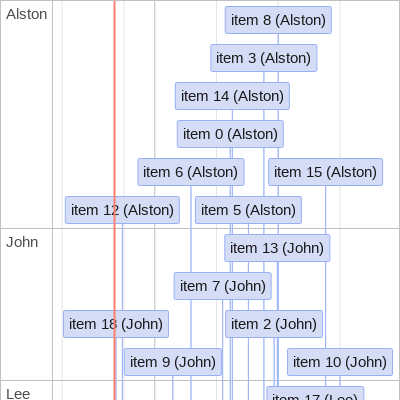 Alston
item 8 (Alston)
item 3 (Alston)
item 14 (Alston)
item 0 (Alston)
item 6 (Alston)
item 15 (Alston)
item 12 (Alston)
item 5 (Alston)
John
item 13 (John)
item 7 (John)
item 18 (John)
item 2 (John)
item 9 (John)
item 10 (John)
Lee
item 17 (Lee)